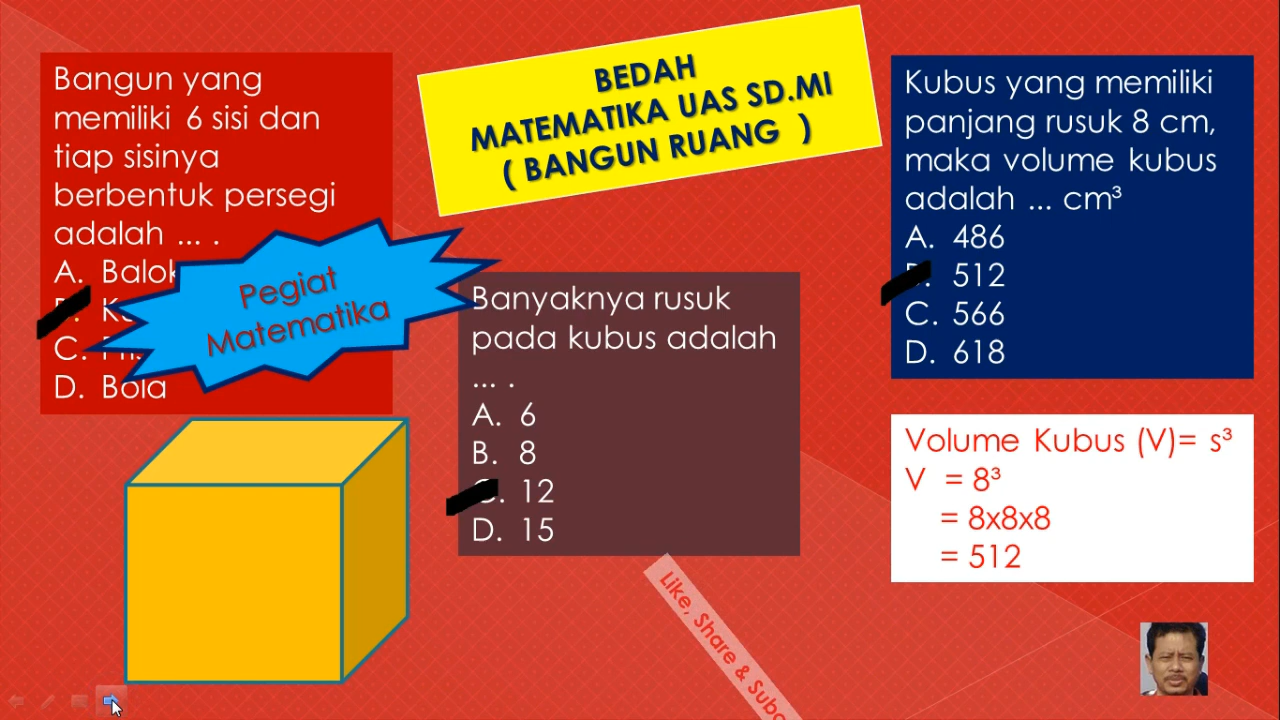 Bangun yang
memiliki 6 sisi dan
tiap sisinya
berbentuk persegi
adalah ... .
A. Balok
C.
D. Bola
Pegiat
Matematika
BEDAH
MATEMATIKA UAS SD.MI
( BANGUN RUANG )
Banyaknya rusuk
pada kubus adalah
... .
A. 6
B. 8
C. 12
D. 15
Kubus yang memiliki
panjang rusuk 8 cm,
maka volume kubus
adalah ... cm³
A. 486
B. 512
C. 566
D. 618
Volume Kubus (V)= s³
V = 8³
= 8x8x8
= 512
Like, Share &